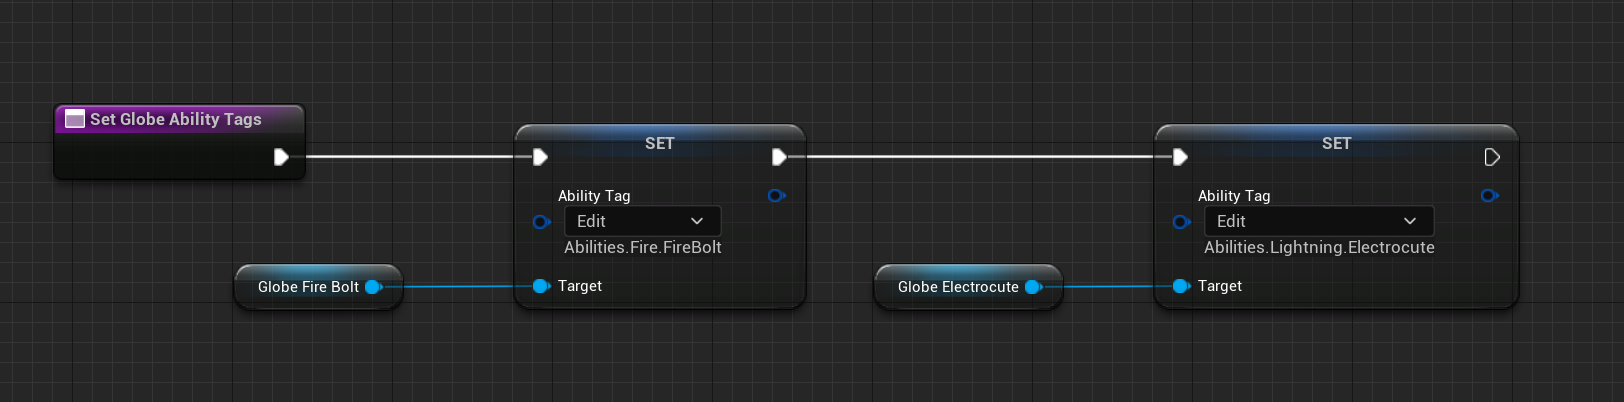 Set Globe Ability Tags
SET
Ability Tag
Edit
Abilities.Fire.FireBolt
Target
Globe Fire Bolt
SET
Ability Tag
Edit
Abilities.Lightning.Electrocute
Target
Globe Electrocute